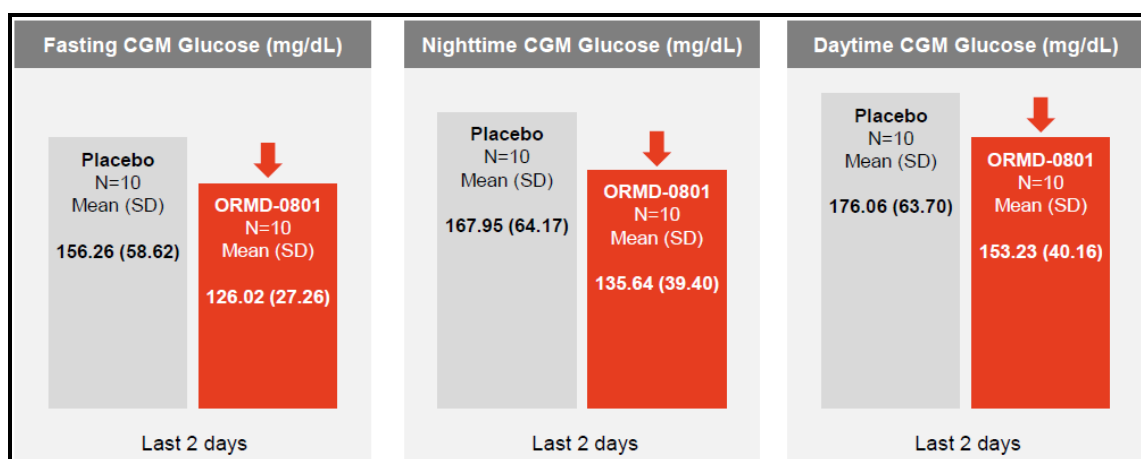 Fasting CGM Glucose (mg/dL)
Placebo
N=10
Mean (SD)
156.26 (58.62)
ORMD-0801
N=10
Mean (SD)
126.02 (27.26)
Last 2 days
Nighttime CGM Glucose (mg/dL)
Placebo
N=10
Mean (SD)
167.95 (64.17)
ORMD-0801
N=10
Mean (SD)
135.64 (39.40)
Last 2 days
Daytime CGM Glucose (mg/dL)
Placebo
N=10
Mean (SD)
176.06 (63.70)
ORMD-0801
N=10
Mean (SD)
153.23 (40.16)
Last 2 days